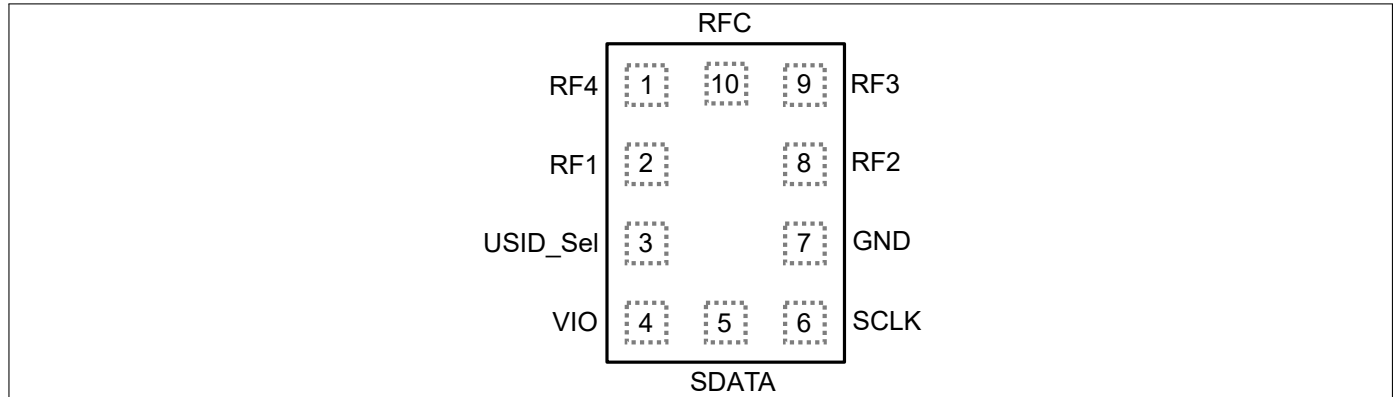 RFC
RF4 1 10 9 RF3
RF1 2 8 RF2
USID_Sel 3 7 GND
VIO 4 5 6 SCLK
SDATA